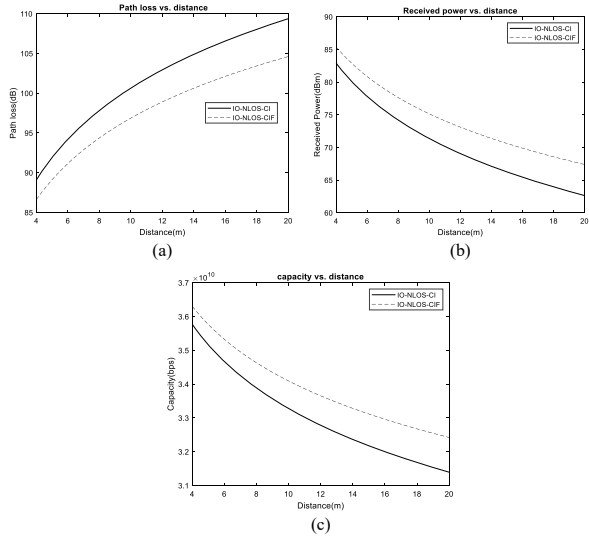 Path loss vs. distance
110
105
100
95
90
85
Path loss(dB)
IO-NLOS-CI
IO-NLOS-CIF
4 6 8 10 12 14 16 18 20
Distance(m)
(a)
Received power vs. distance
90
85
80
75
70
65
60
Received Power(dBm)
IO-NLOS-CI
IO-NLOS-CIF
4 6 8 10 12 14 16 18 20
Distance(m)
(b)
capacity vs. distance
×10^10
3.7
3.6
3.5
3.4
3.3
3.2
3.1
Capacity(bps)
IO-NLOS-CI
IO-NLOS-CIF
4 6 8 10 12 14 16 18 20
Distance(m)
(c)